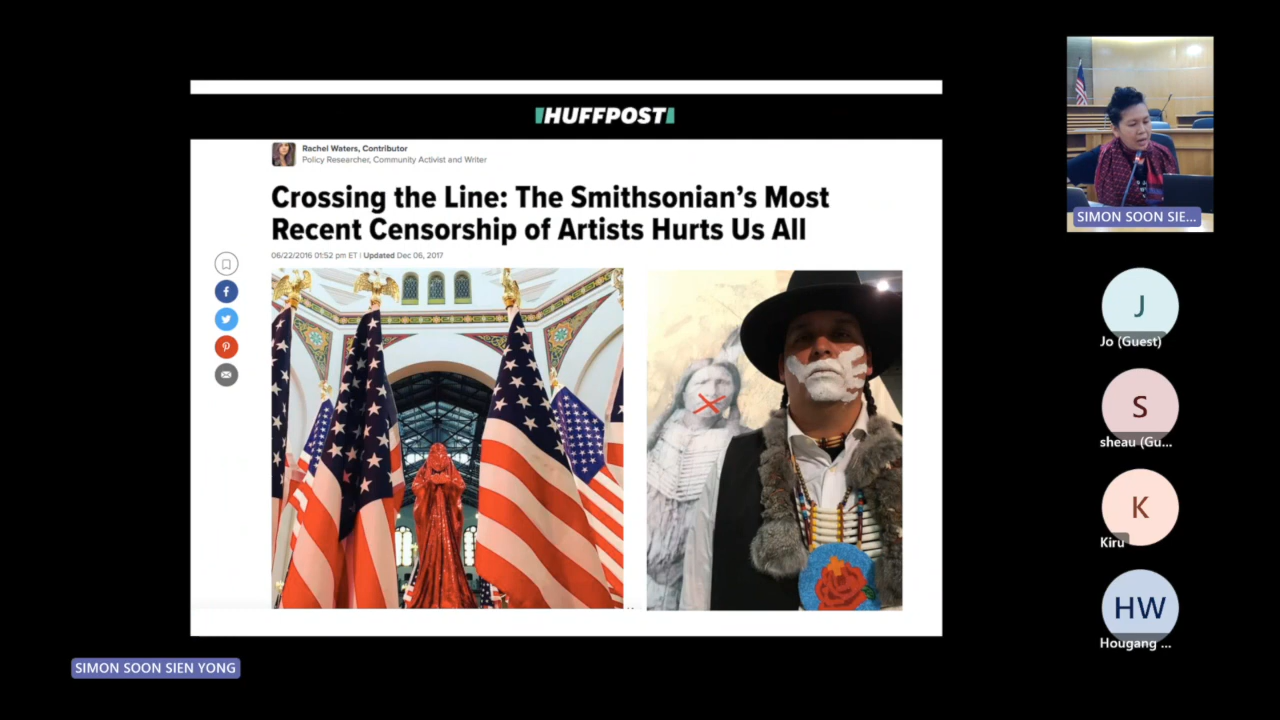 HUFFPOST
Rachel Waters, Contributor
Policy Researcher, Community Activist and Writer
Crossing the Line: The Smithsonian's Most
Recent Censorship of Artists Hurts Us All
06/22/2016 01:52 pm ET | Updated Dec 06, 2017
SIMON SOON SIE...
J
Jo (Guest)
S
sheau (Gu...
K
Kiru
HW
Hougang ...
SIMON SOON SIEN YONG